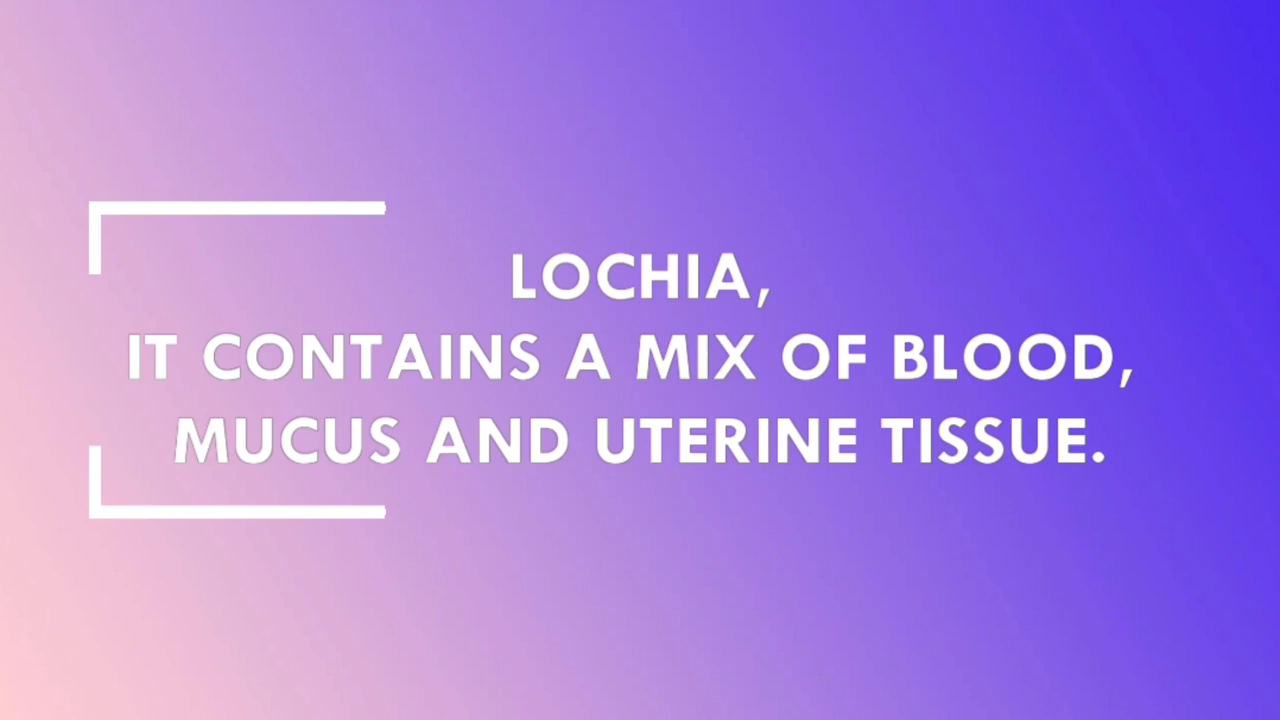 LOCHIA,
IT CONTAINS A MIX OF BLOOD,
MUCUS AND UTERINE TISSUE.